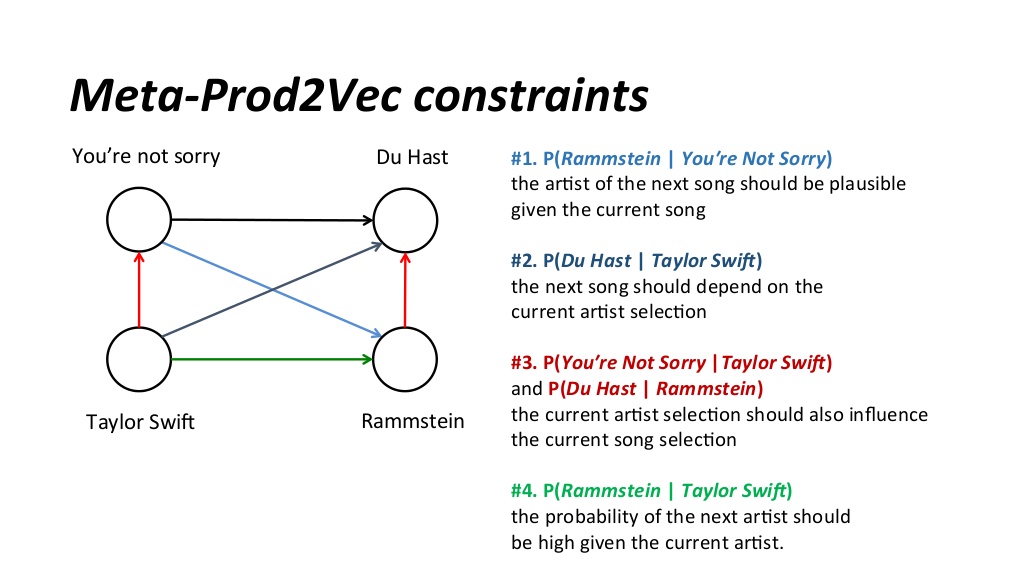 Meta-Prod2Vec constraints
You’re not sorry
Du Hast
Taylor Swift
Rammstein
#1. P(Rammstein | You’re Not Sorry)
the artist of the next song should be plausible
given the current song
#2. P(Du Hast | Taylor Swift)
the next song should depend on the
current artist selection
#3. P(You’re Not Sorry |Taylor Swift)
and P(Du Hast | Rammstein)
the current artist selection should also influence
the current song selection
#4. P(Rammstein | Taylor Swift)
the probability of the next artist should
be high given the current artist.